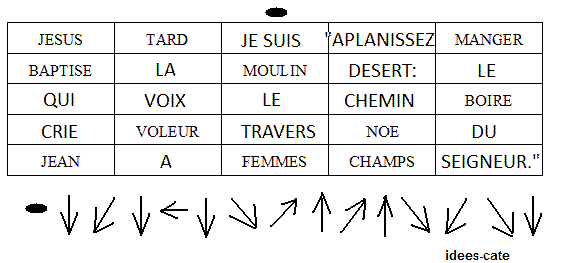 JESUS TARD JE SUIS "APLANISSEZ MANGER
BAPTISE LA MOULIN DESERT: LE
QUI VOIX LE CHEMIN BOIRE
CRIE VOLEUR TRAVERS NOE DU
JEAN A FEMMES CHAMPS SEIGNEUR."
idees-cate